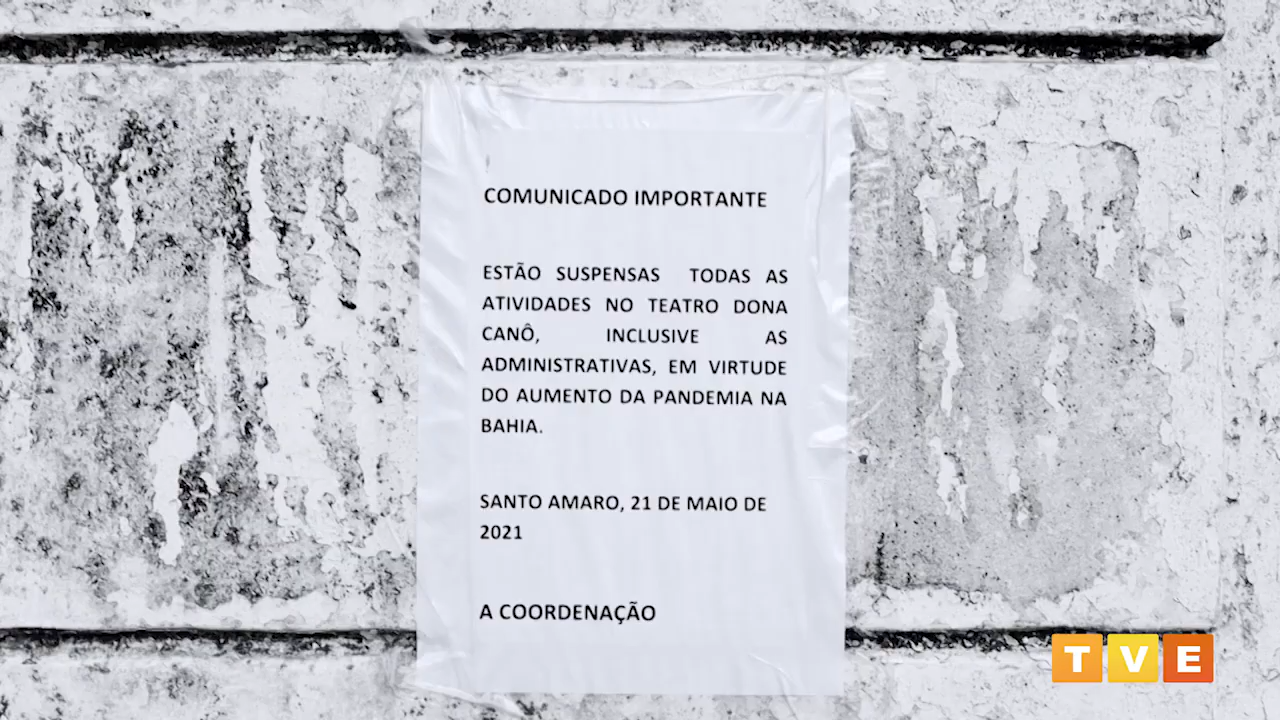 COMUNICADO IMPORTANTE
ESTÃO SUSPENSAS TODAS AS
ATIVIDADES NO TEATRO DONA
CANÔ, INCLUSIVE AS
ADMINISTRATIVAS, EM VIRTUDE
DO AUMENTO DA PANDEMIA NA
BAHIA.
SANTO AMARO, 21 DE MAIO DE
2021
A COORDENAÇÃO
TVE